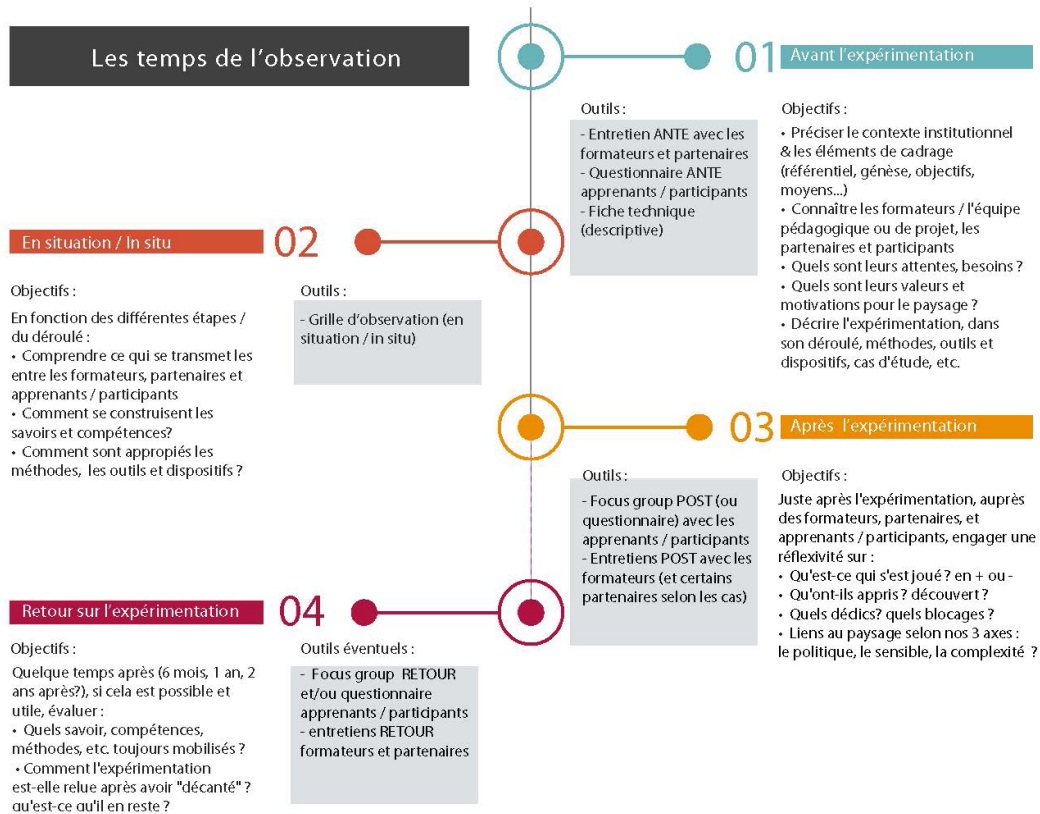 Les temps de l'observation
01 Avant l'expérimentation
Outils :
- Entretien ANTE avec les
formateurs et partenaires
- Questionnaire ANTE
apprenants / participants
- Fiche technique
(descriptive)
Objectifs :
• Préciser le contexte institutionnel
& les éléments de cadrage
(référentiel, génèse, objectifs,
moyens...)
• Connaître les formateurs / l'équipe
pédagogique ou de projet, les
partenaires et participants
• Quels sont leurs attentes, besoins ?
• Quels sont leurs valeurs et
motivations pour le paysage ?
• Décrire l'expérimentation, dans
son déroulé, méthodes, outils et
dispositifs, cas d'étude, etc.
En situation / In situ 02
Objectifs :
En fonction des différentes étapes /
du déroulé :
• Comprendre ce qui se transmet les
entre les formateurs, partenaires et
apprenants / participants
• Comment se construisent les
savoirs et compétences?
• Comment sont appropiés les
méthodes, les outils et dispositifs ?
Outils :
- Grille d'observation (en
situation / in situ)
03 Après l'expérimentation
Outils :
- Focus group POST (ou
questionnaire) avec les
apprenants / participants
- Entretiens POST avec les
formateurs (et certains
partenaires selon les cas)
Objectifs :
Juste après l'expérimentation, auprès
des formateurs, partenaires, et
apprenants / participants, engager une
réflexivité sur :
• Qu'est-ce qui s'est joué ? en + ou -
• Qu'ont-ils appris ? découvert ?
• Quels déclics? quels blocages ?
• Liens au paysage selon nos 3 axes :
le politique, le sensible, la complexité ?
Retour sur l'expérimentation 04
Objectifs :
Quelque temps après (6 mois, 1 an, 2
ans après?), si cela est possible et
utile, évaluer :
• Quels savoir, compétences,
méthodes, etc. toujours mobilisés ?
• Comment l'expérimentation
est-elle relue après avoir "décanté" ?
qu'est-ce qu'il en reste ?
Outils éventuels :
- Focus group RETOUR
et/ou questionnaire
apprenants / participants
- entretiens RETOUR
formateurs et partenaires